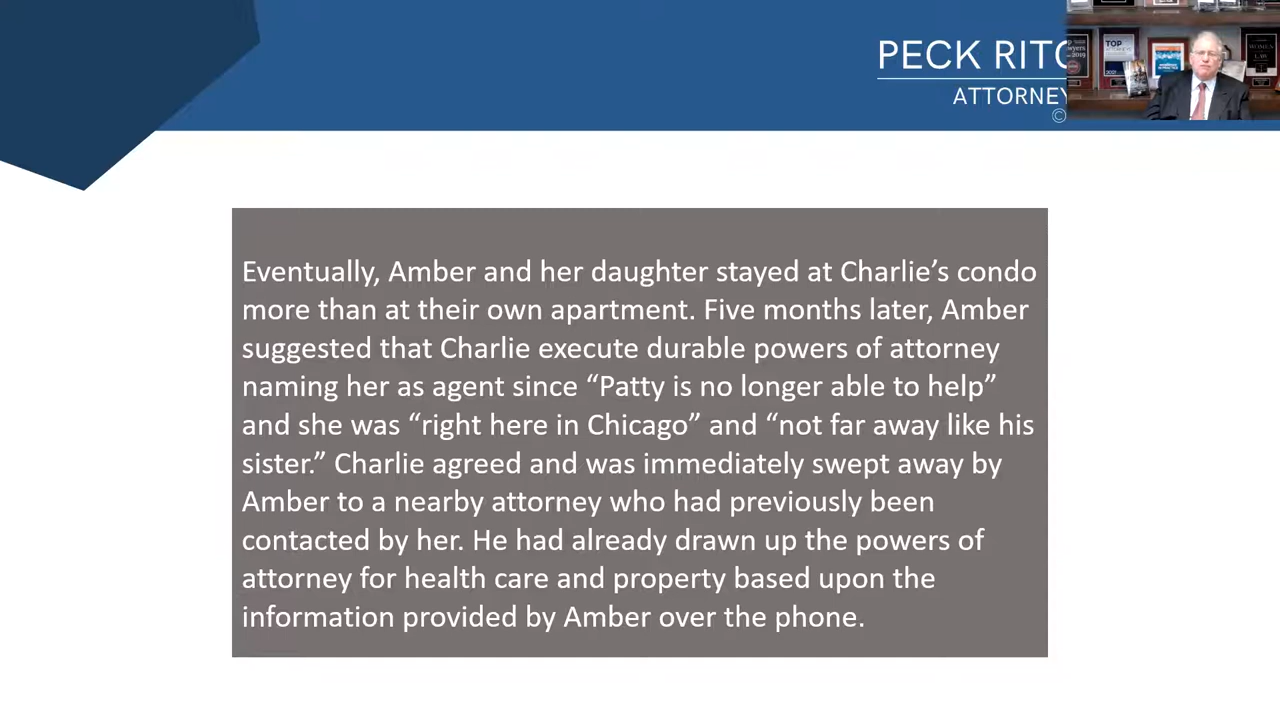 PECK RITC
ATTORNEY
©
TOP
2021
WOMEN
LAW
Eventually, Amber and her daughter stayed at Charlie’s condo
more than at their own apartment. Five months later, Amber
suggested that Charlie execute durable powers of attorney
naming her as agent since “Patty is no longer able to help”
and she was “right here in Chicago” and “not far away like his
sister.” Charlie agreed and was immediately swept away by
Amber to a nearby attorney who had previously been
contacted by her. He had already drawn up the powers of
attorney for health care and property based upon the
information provided by Amber over the phone.